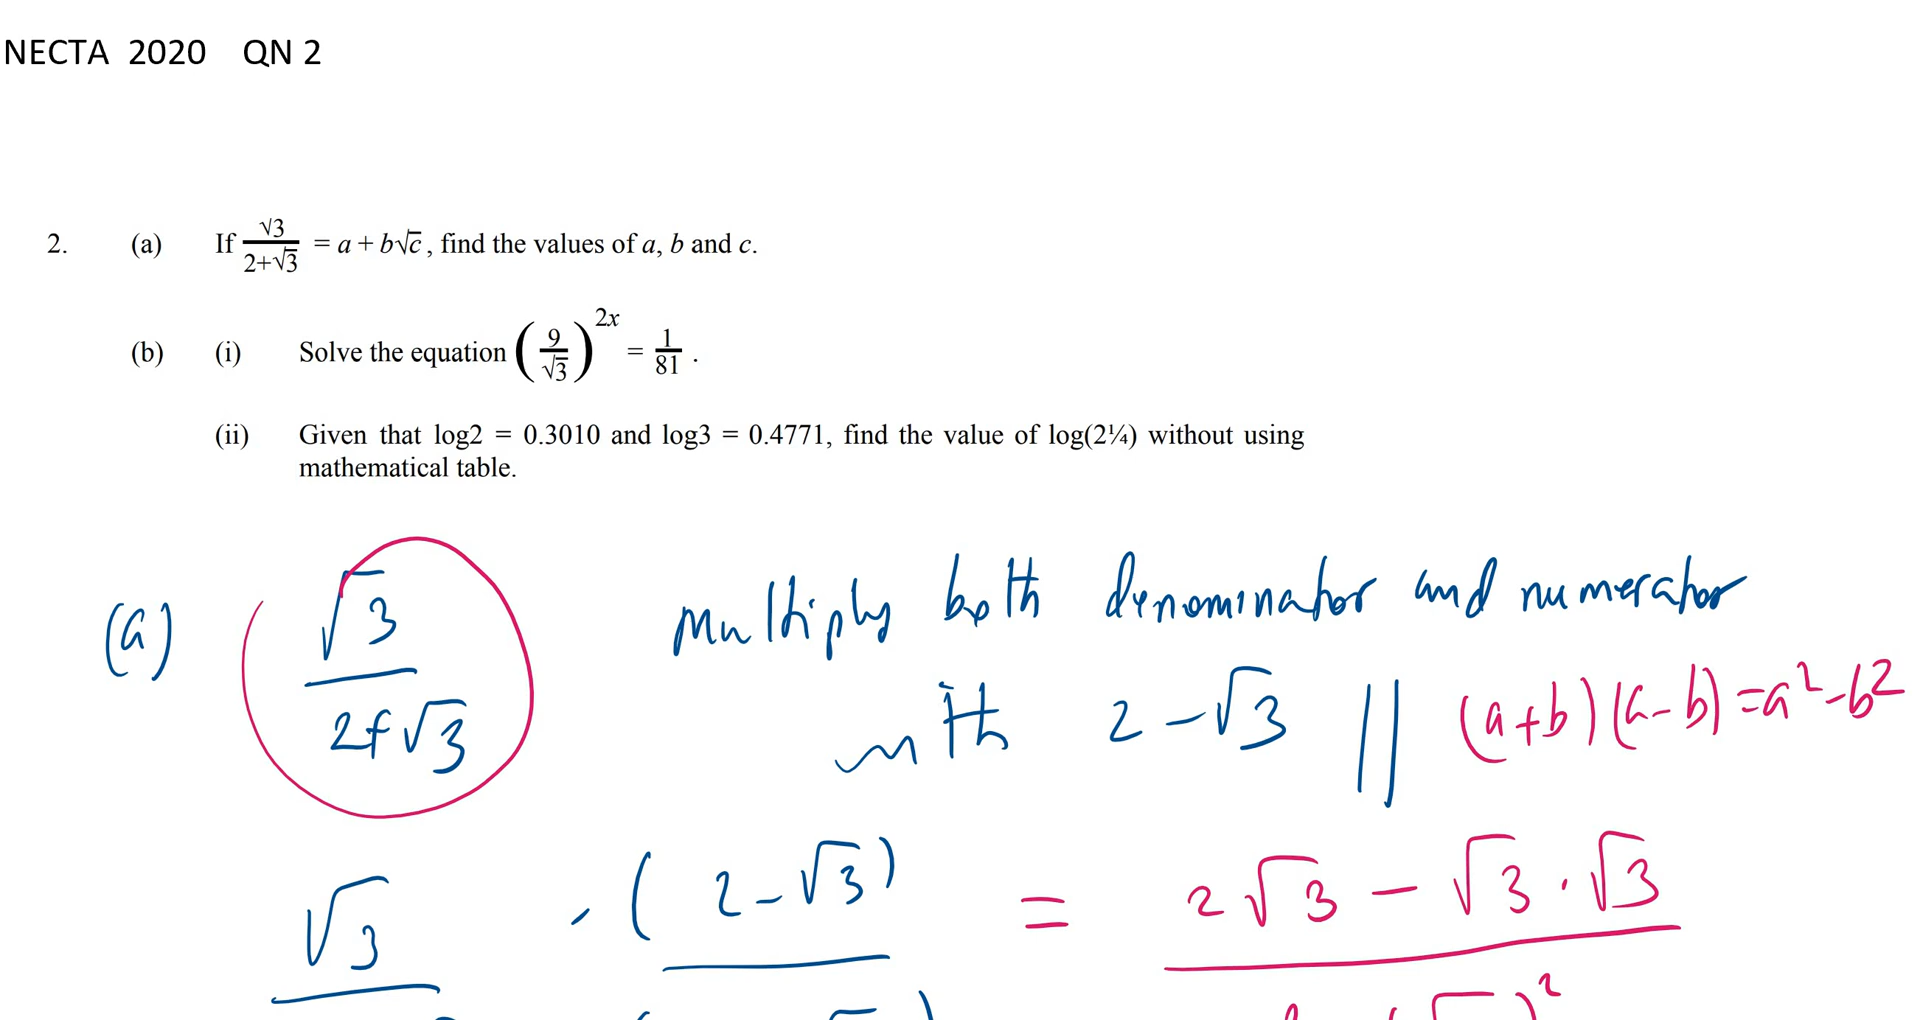 NECTA 2020 QN 2
2. (a) If √3/(2+√3) = a + b√c, find the values of a, b and c.
(b) (i) Solve the equation (9/√3)^2x = 1/81.
(ii) Given that log2 = 0.3010 and log3 = 0.4771, find the value of log(2¼) without using
mathematical table.
(a) √3/(2+√3) multiply both denominator and numerator
with 2-√3 || (a+b)(a-b)=a²-b²
√3 · (2-√3) = 2√3 - √3·√3